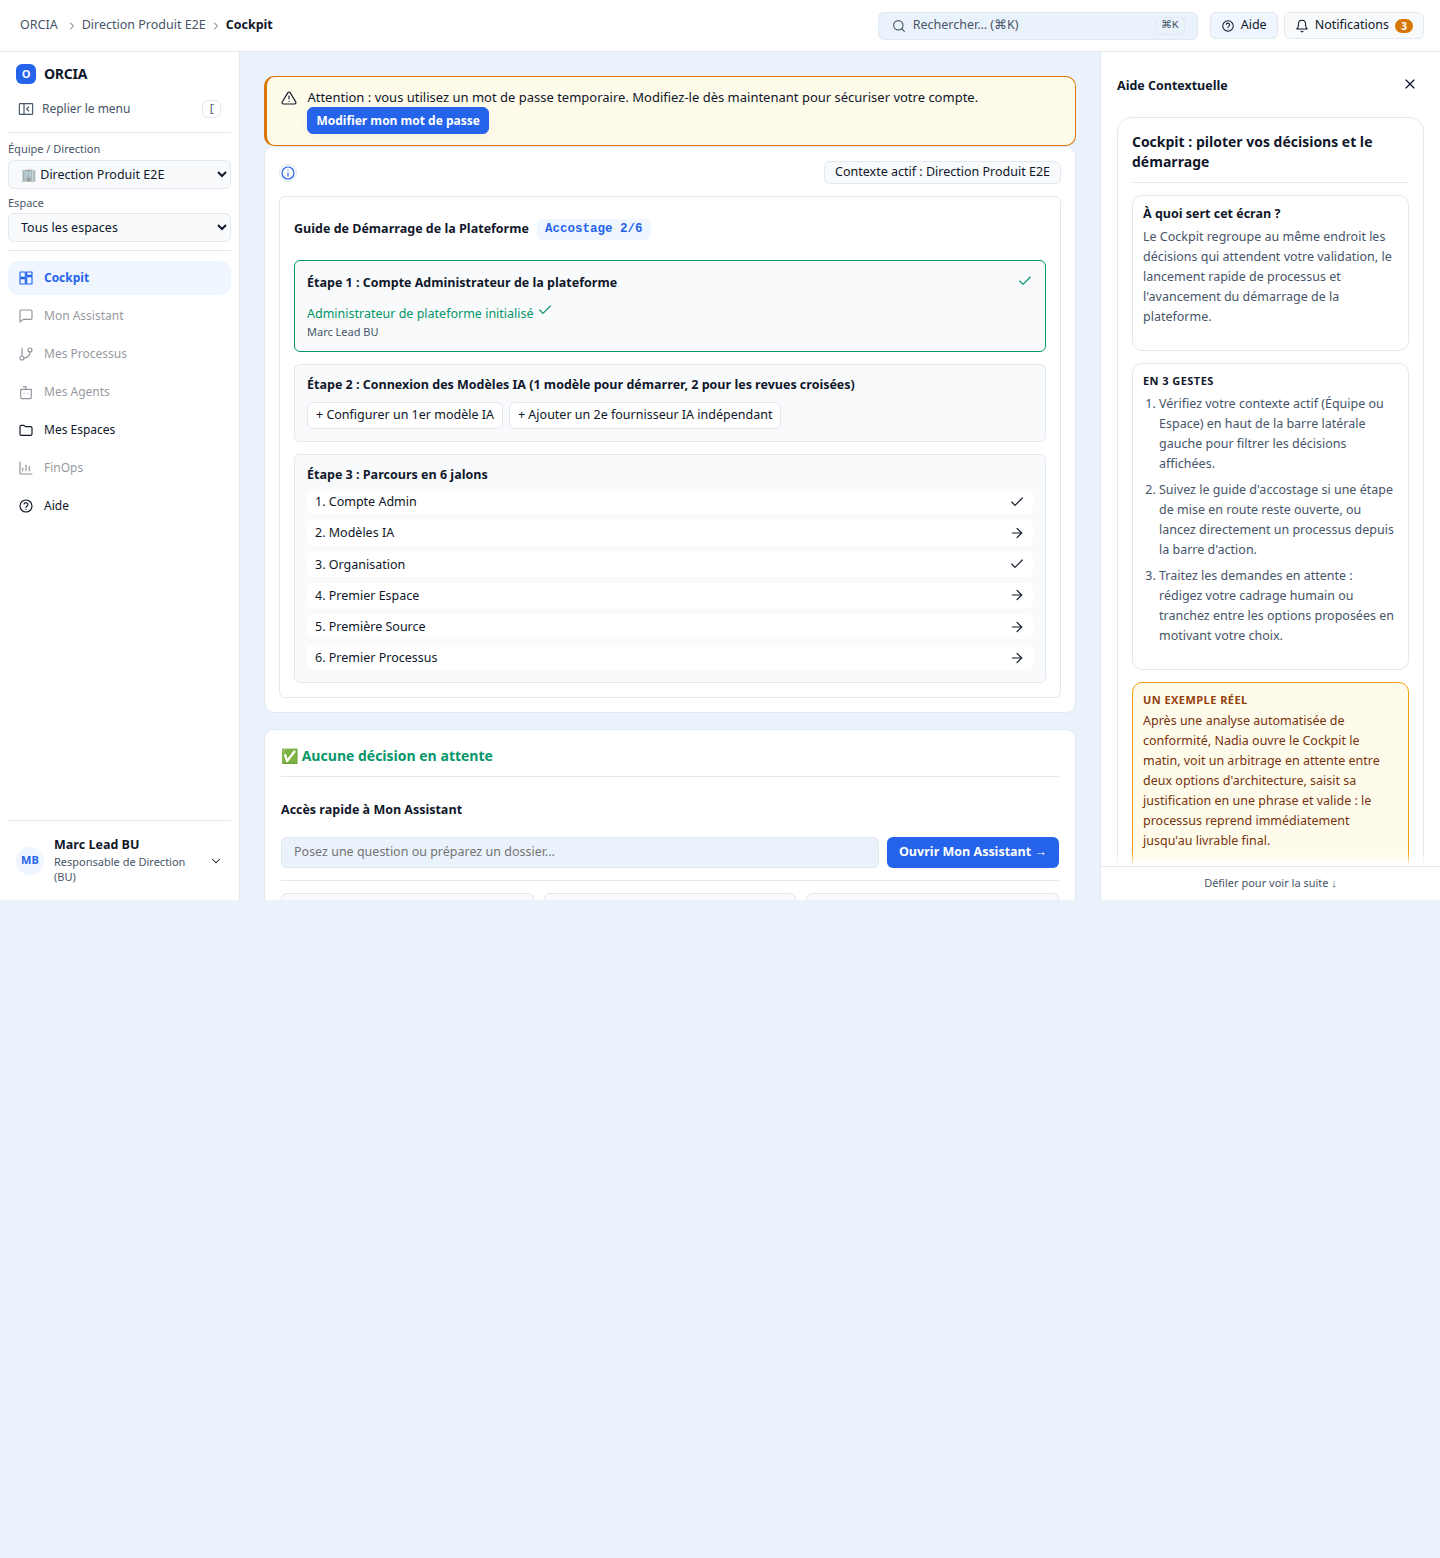 ORCIA > Direction Produit E2E > Cockpit
Rechercher... (⌘K) ⌘K
Aide
Notifications 3
O ORCIA
Replier le menu [
Équipe / Direction
🏢 Direction Produit E2E
Espace
Tous les espaces
Cockpit
Mon Assistant
Mes Processus
Mes Agents
Mes Espaces
FinOps
Aide
MB
Marc Lead BU
Responsable de Direction
(BU)
Attention : vous utilisez un mot de passe temporaire. Modifiez-le dès maintenant pour sécuriser votre compte.
Modifier mon mot de passe
Contexte actif : Direction Produit E2E
Guide de Démarrage de la Plateforme Accostage 2/6
Étape 1 : Compte Administrateur de la plateforme
Administrateur de plateforme initialisé ✓
Marc Lead BU
Étape 2 : Connexion des Modèles IA (1 modèle pour démarrer, 2 pour les revues croisées)
+ Configurer un 1er modèle IA
+ Ajouter un 2e fournisseur IA indépendant
Étape 3 : Parcours en 6 jalons
1. Compte Admin ✓
2. Modèles IA →
3. Organisation ✓
4. Premier Espace →
5. Première Source →
6. Premier Processus →
✅ Aucune décision en attente
Accès rapide à Mon Assistant
Posez une question ou préparez un dossier...
Ouvrir Mon Assistant →
Aide Contextuelle
Cockpit : piloter vos décisions et le
démarrage
À quoi sert cet écran ?
Le Cockpit regroupe au même endroit les
décisions qui attendent votre validation, le
lancement rapide de processus et
l'avancement du démarrage de la
plateforme.
EN 3 GESTES
1. Vérifiez votre contexte actif (Équipe ou
Espace) en haut de la barre latérale
gauche pour filtrer les décisions
affichées.
2. Suivez le guide d'accostage si une étape
de mise en route reste ouverte, ou
lancez directement un processus depuis
la barre d'action.
3. Traitez les demandes en attente :
rédigez votre cadrage humain ou
tranchez entre les options proposées en
motivant votre choix.
UN EXEMPLE RÉEL
Après une analyse automatisée de
conformité, Nadia ouvre le Cockpit le
matin, voit un arbitrage en attente entre
deux options d'architecture, saisit sa
justification en une phrase et valide : le
processus reprend immédiatement
jusqu'au livrable final.
Défiler pour voir la suite ↓